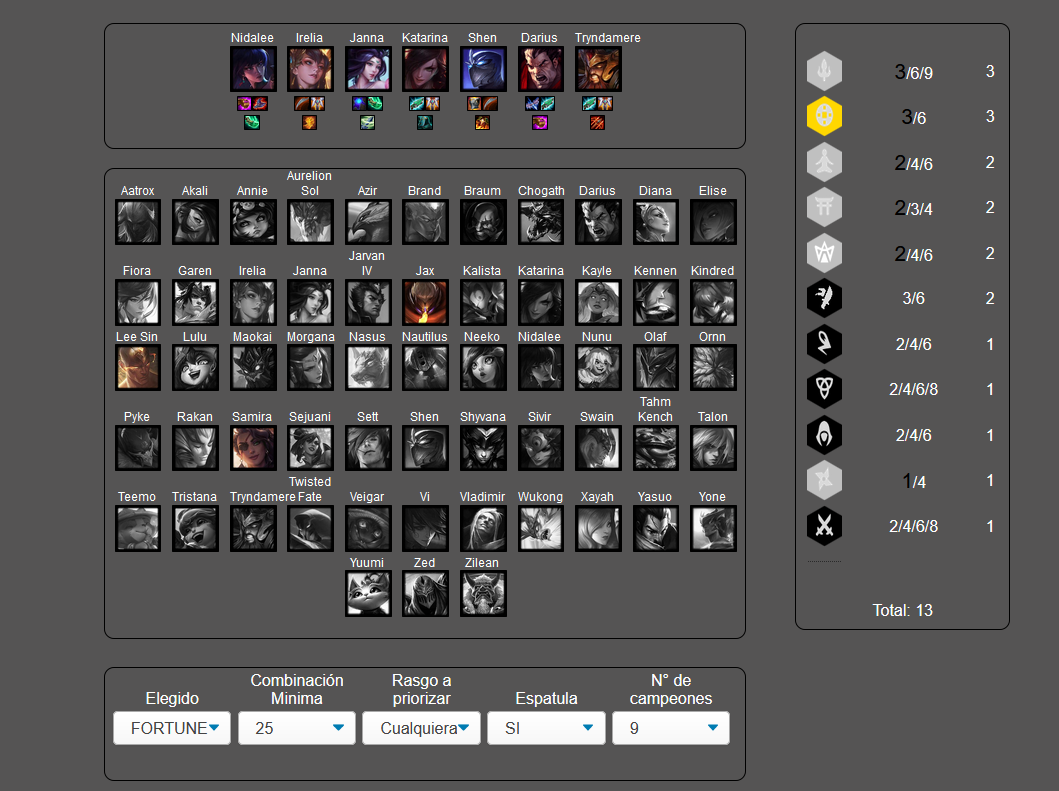 Nidalee Irelia Janna Katarina Shen Darius Tryndamere
Aatrox Akali Annie Aurelion Sol Azir Brand Braum Chogath Darius Diana Elise
Fiora Garen Irelia Janna Jarvan IV Jax Kalista Katarina Kayle Kennen Kindred
Lee Sin Lulu Maokai Morgana Nasus Nautilus Neeko Nidalee Nunu Olaf Ornn
Pyke Rakan Samira Sejuani Sett Shen Shyvana Sivir Swain Tahm Kench Talon
Teemo Tristana Tryndamere Twisted Fate Veigar Vi Vladimir Wukong Xayah Yasuo Yone
Yuumi Zed Zilean
Elegido Combinación Minima Rasgo a priorizar Espatula N° de campeones
FORTUNE 25 Cualquiera SI 9
3/6/9 3
3/6 3
2/4/6 2
2/3/4 2
2/4/6 2
3/6 2
2/4/6 1
2/4/6/8 1
2/4/6 1
1/4 1
2/4/6/8 1
Total: 13